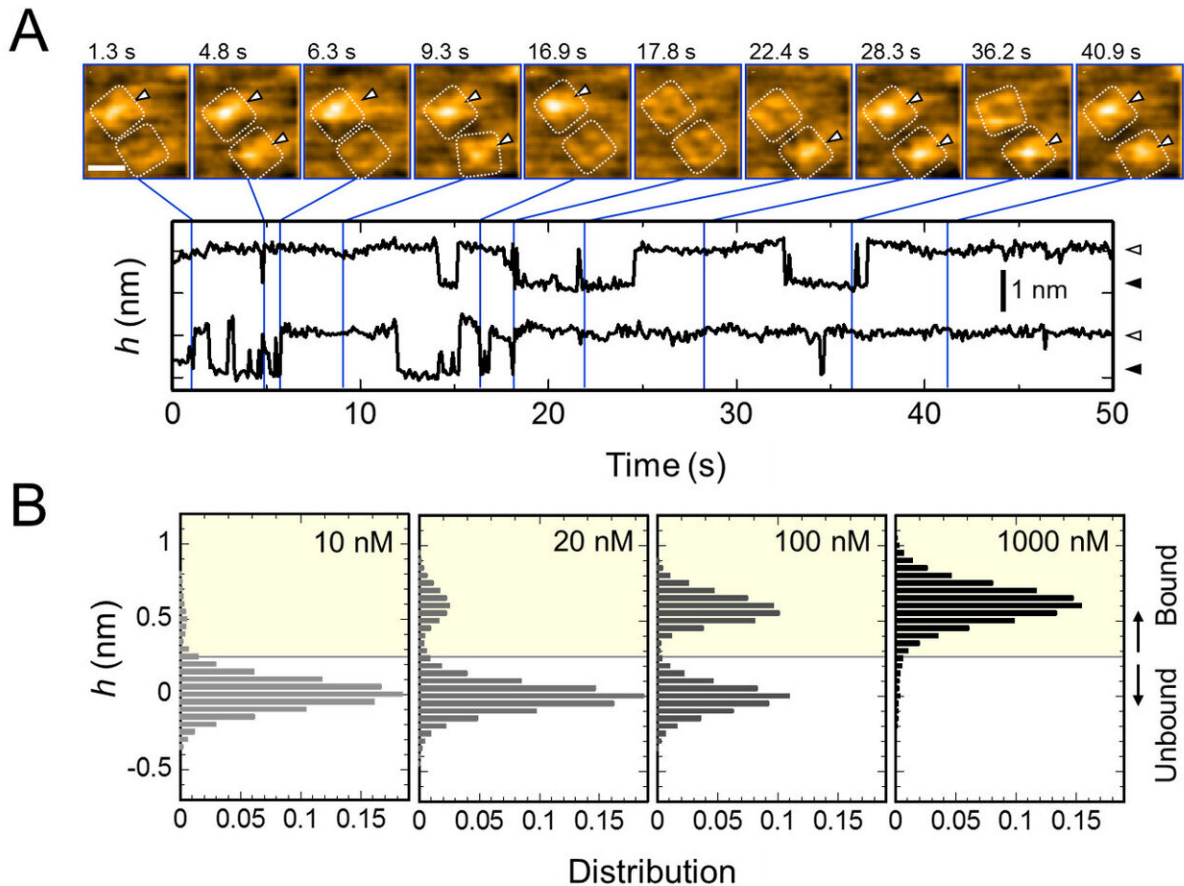 A
1.3 s 4.8 s 6.3 s 9.3 s 16.9 s 17.8 s 22.4 s 28.3 s 36.2 s 40.9 s
h (nm)
1 nm
0 10 20 30 40 50
Time (s)
B
10 nM 20 nM 100 nM 1000 nM
h (nm)
1
0.5
0
-0.5
Bound
Unbound
0 0.05 0.1 0.15 0 0.05 0.1 0.15 0 0.05 0.1 0.15 0 0.05 0.1 0.15
Distribution